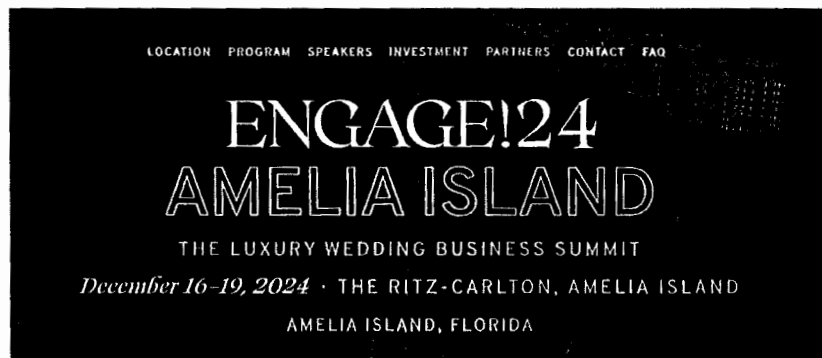 LOCATION PROGRAM SPEAKERS INVESTMENT PARTNERS CONTACT FAQ
ENGAGE!24
AMELIA ISLAND
THE LUXURY WEDDING BUSINESS SUMMIT
December 16–19, 2024 · THE RITZ-CARLTON, AMELIA ISLAND
AMELIA ISLAND, FLORIDA